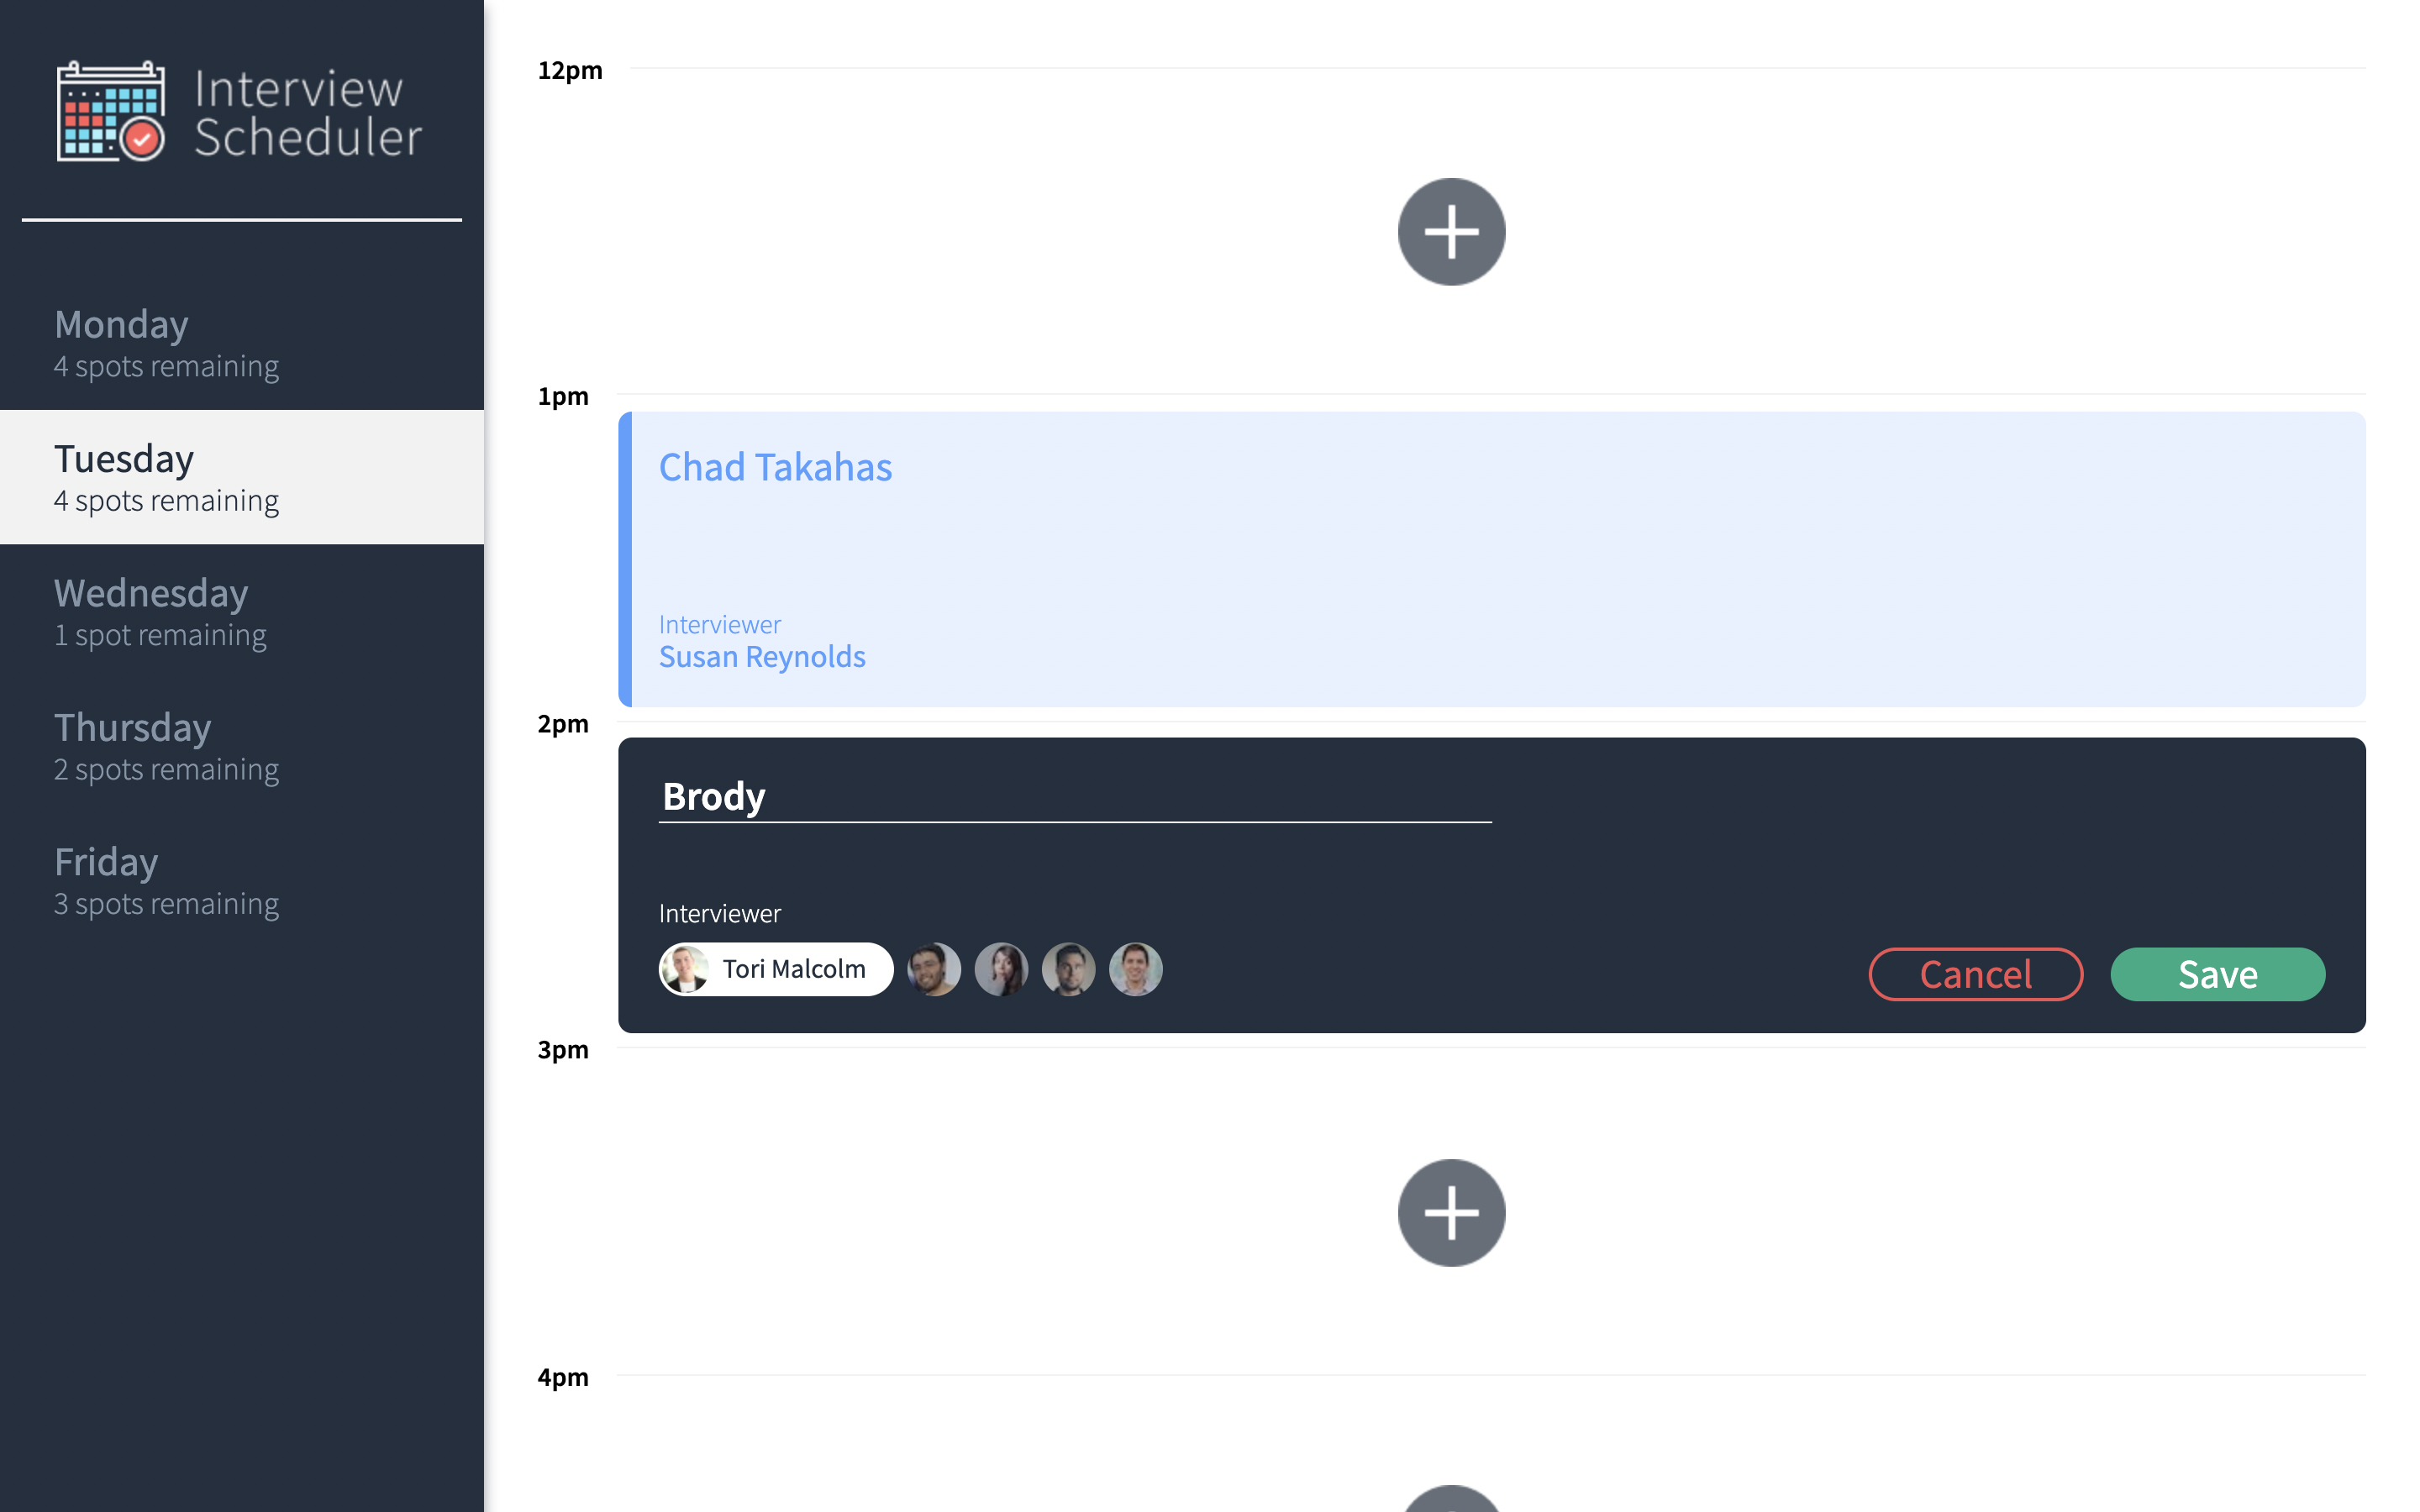 Interview
Scheduler
Monday
4 spots remaining
Tuesday
4 spots remaining
Wednesday
1 spot remaining
Thursday
2 spots remaining
Friday
3 spots remaining
12pm
1pm
Chad Takahas
Interviewer
Susan Reynolds
2pm
Brody
Interviewer
Tori Malcolm
Cancel
Save
3pm
4pm